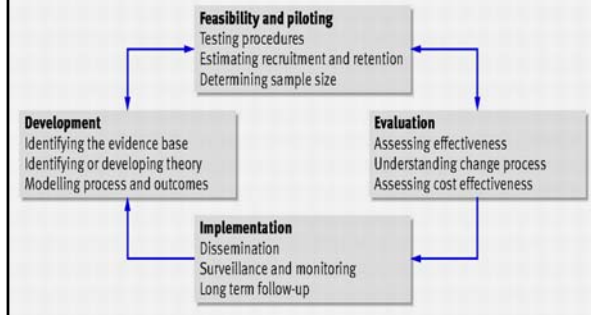 Feasibility and piloting
Testing procedures
Estimating recruitment and retention
Determining sample size
Development
Identifying the evidence base
Identifying or developing theory
Modelling process and outcomes
Evaluation
Assessing effectiveness
Understanding change process
Assessing cost effectiveness
Implementation
Dissemination
Surveillance and monitoring
Long term follow-up